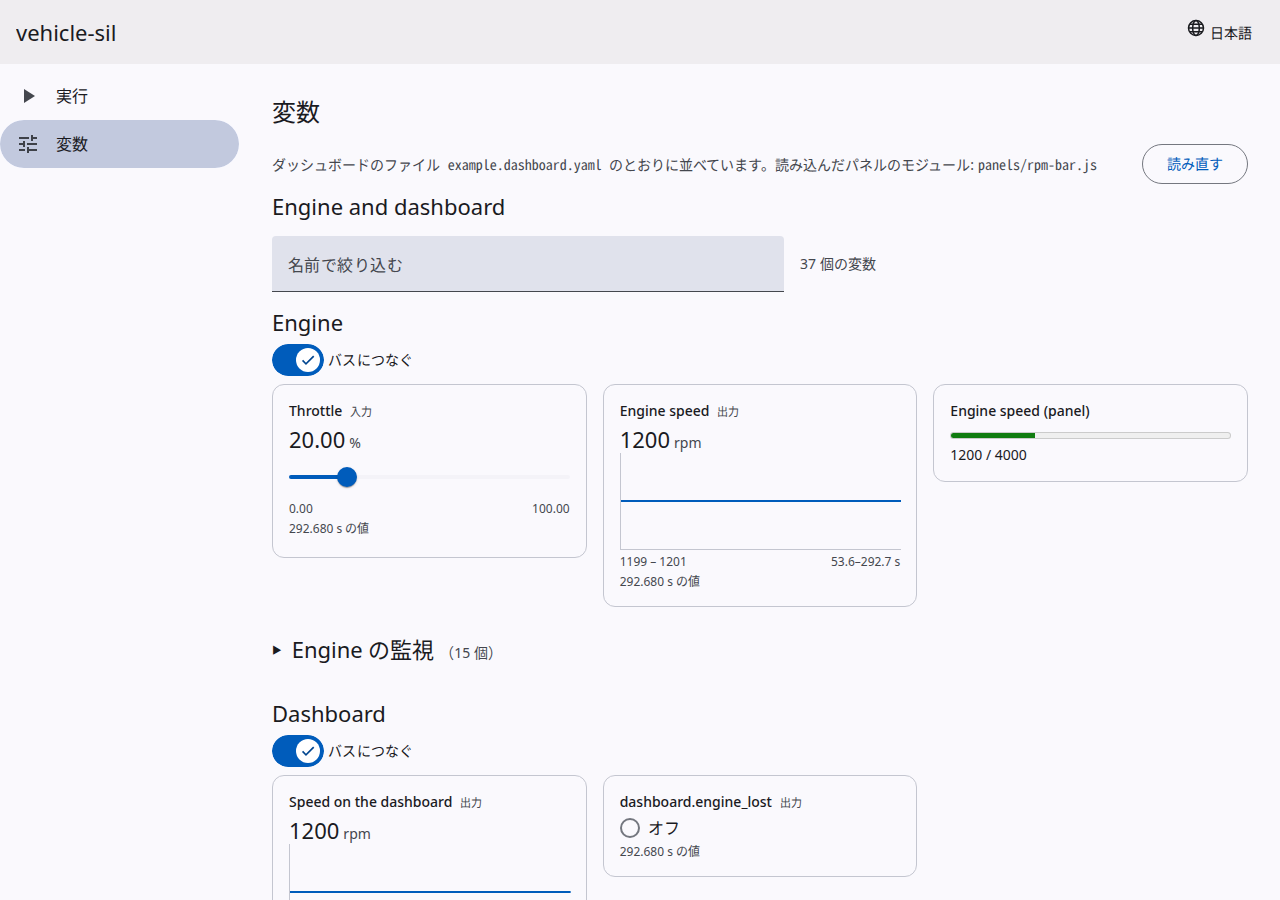 vehicle-sil
日本語
実行
変数
変数
ダッシュボードのファイル example.dashboard.yaml のとおりに並べています。読み込んだパネルのモジュール: panels/rpm-bar.js
読み直す
Engine and dashboard
名前で絞り込む
37 個の変数
Engine
バスにつなぐ
Throttle 入力
20.00 %
0.00 100.00
292.680 s の値
Engine speed 出力
1200 rpm
1199 – 1201 53.6–292.7 s
292.680 s の値
Engine speed (panel)
1200 / 4000
Engine の監視 （15 個）
Dashboard
バスにつなぐ
Speed on the dashboard 出力
1200 rpm
dashboard.engine_lost 出力
オフ
292.680 s の値